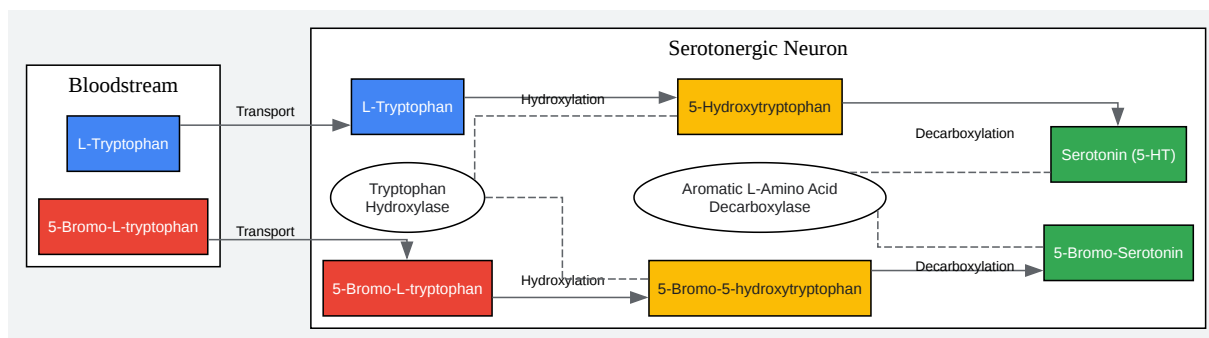 Serotonergic Neuron
Bloodstream
L-Tryptophan
Transport
L-Tryptophan
Hydroxylation
5-Hydroxytryptophan
Decarboxylation
Serotonin (5-HT)
Tryptophan
Hydroxylase
Aromatic L-Amino Acid
Decarboxylase
5-Bromo-L-tryptophan
Transport
5-Bromo-L-tryptophan
Hydroxylation
5-Bromo-5-hydroxytryptophan
Decarboxylation
5-Bromo-Serotonin